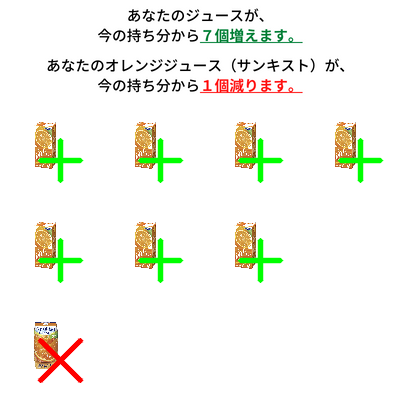 あなたのジュースが、
今の持ち分から７個増えます。
あなたのオレンジジュース（サンキスト）が、
今の持ち分から１個減ります。